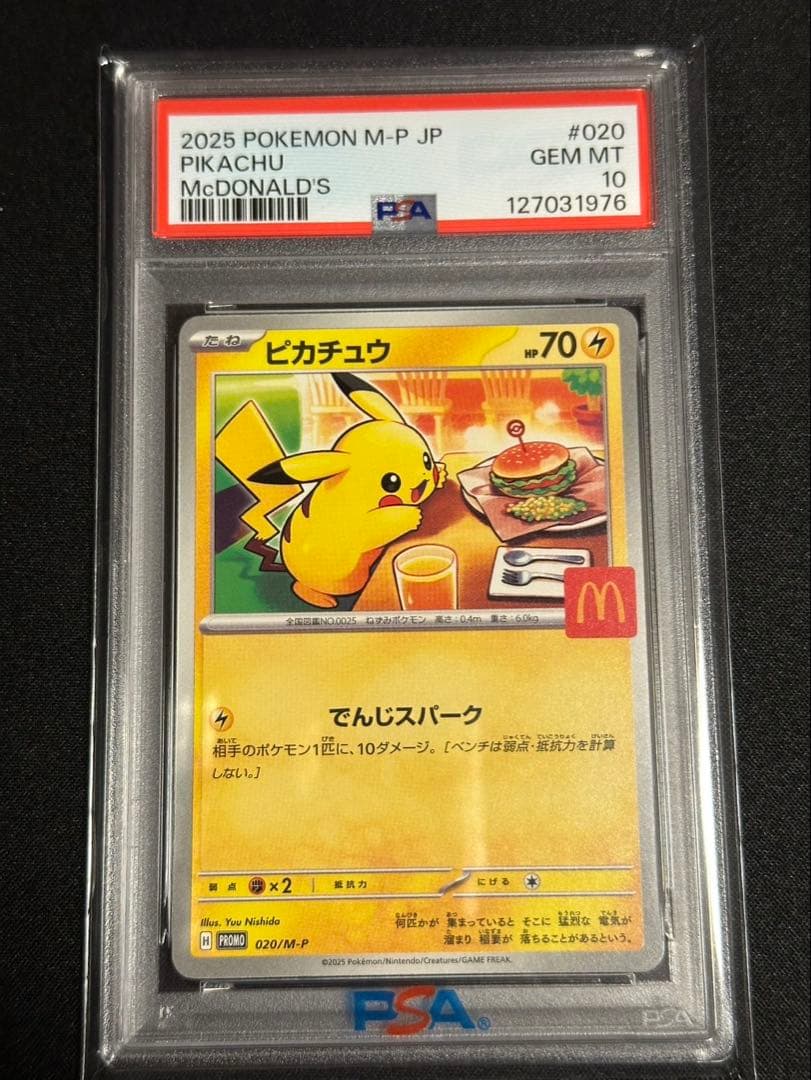 2025 POKEMON M-P JP #020
PIKACHU GEM MT
McDONALD'S 10
PSA 127031976
たね ピカチュウ HP70
M
全国図鑑NO.0025 ねずみポケモン 高さ:0.4m 重さ:6.0kg
でんじスパーク
相手のポケモン1匹に、10ダメージ。[ベンチは弱点・抵抗力を計算
しない。]
弱点 ×2 抵抗力 にげる
Illus. Yuu Nishida
何匹かが 集まっていると そこに 猛烈な 電気が
溜まり 稲妻が 落ちることがあるという。
H PROMO 020/M-P
©2025 Pokémon/Nintendo/Creatures/GAME FREAK.
PSA®
PSA